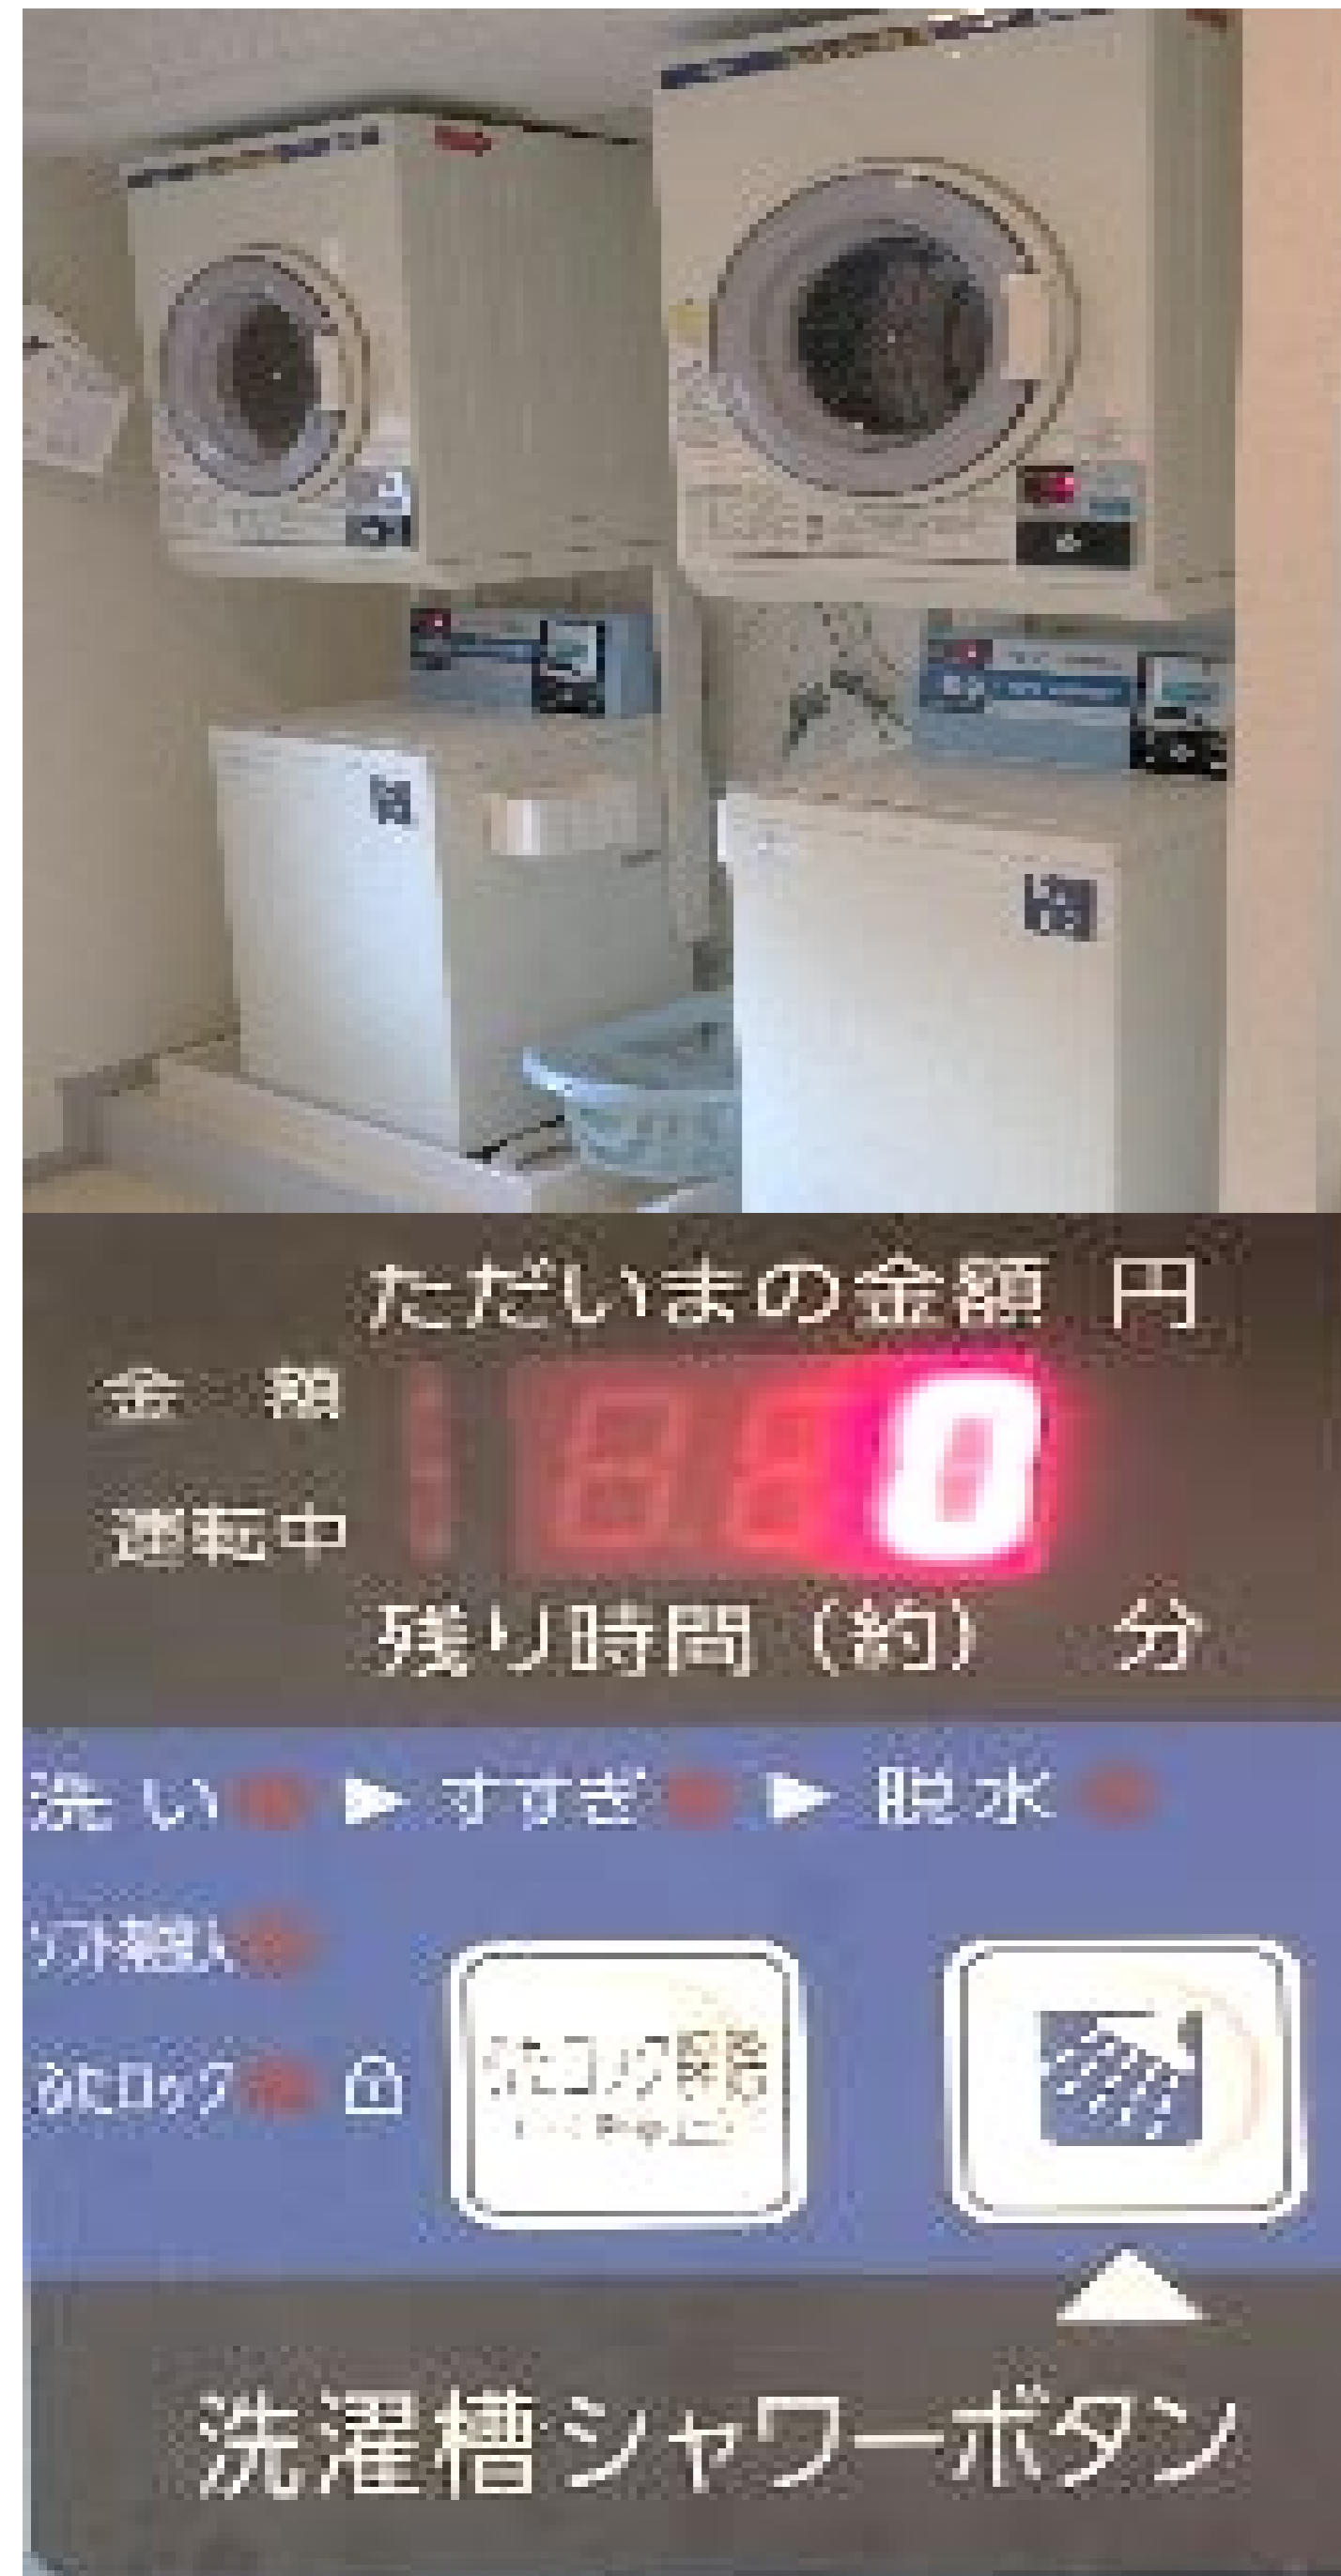 ただいまの金額 円
金 額
0
運転中
残り時間（約） 分
洗い ▶ すすぎ ▶ 脱水
ソフト投入
ふたロック
ふたロック解除
洗濯槽シャワーボタン